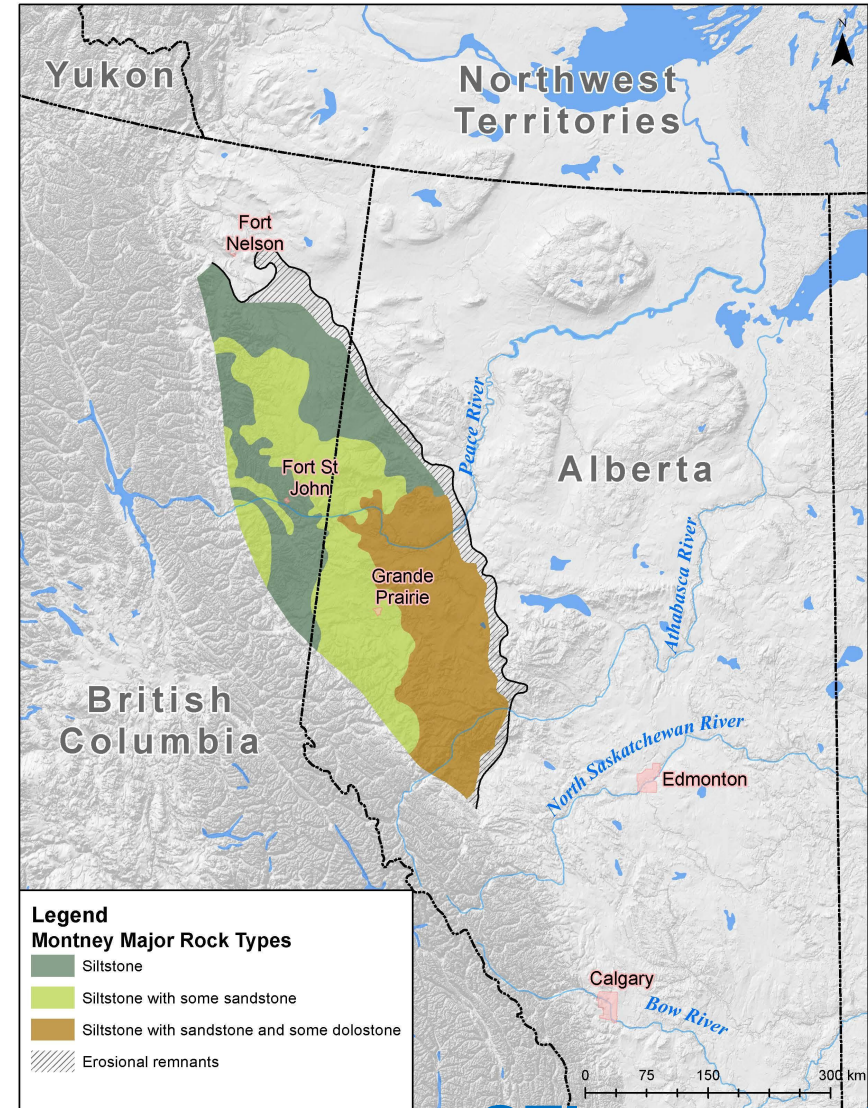 N
Yukon
Northwest
Territories
Fort
Nelson
Peace River
Alberta
Fort St
John
Athabasca River
Grande
Prairie
British
Columbia
North Saskatchewan River
Edmonton
Calgary
Bow River
Legend
Montney Major Rock Types
Siltstone
Siltstone with some sandstone
Siltstone with sandstone and some dolostone
Erosional remnants
0 75 150 300 km